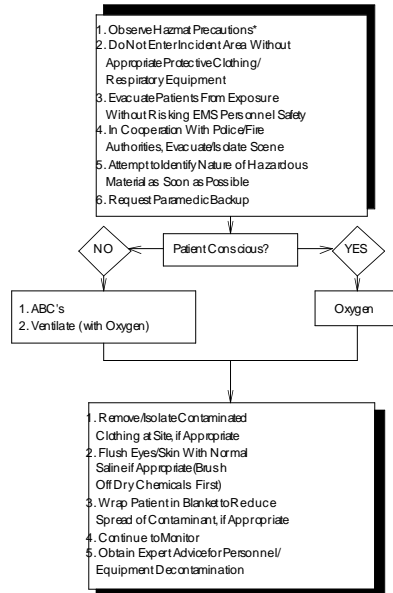 1. Observe Hazmat Precautions*
2. Do Not Enter Incident Area Without
Appropriate Protective Clothing/
Respiratory Equipment
3. Evacuate Patients From Exposure
Without Risking EMS Personnel Safety
4. In Cooperation With Police/Fire
Authorities, Evacuate/Isolate Scene
5. Attempt to Identify Nature of Hazardous
Material as Soon as Possible
6. Request Paramedic Backup
NO
Patient Conscious?
YES
1. ABC's
2. Ventilate (with Oxygen)
Oxygen
1. Remove/Isolate Contaminated
Clothing at Site, if Appropriate
2. Flush Eyes/Skin With Normal
Saline if Appropriate (Brush
Off Dry Chemicals First)
3. Wrap Patient in Blanket to Reduce
Spread of Contaminant, if Appropriate
4. Continue to Monitor
5. Obtain Expert Advice for Personnel/
Equipment Decontamination